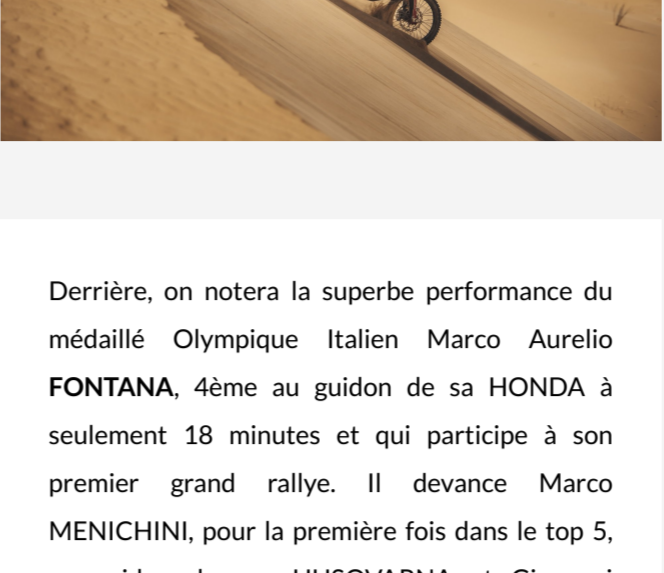 Derrière, on notera la superbe performance du
médaillé Olympique Italien Marco Aurelio
FONTANA, 4ème au guidon de sa HONDA à
seulement 18 minutes et qui participe à son
premier grand rallye. Il devance Marco
MENICHINI, pour la première fois dans le top 5,